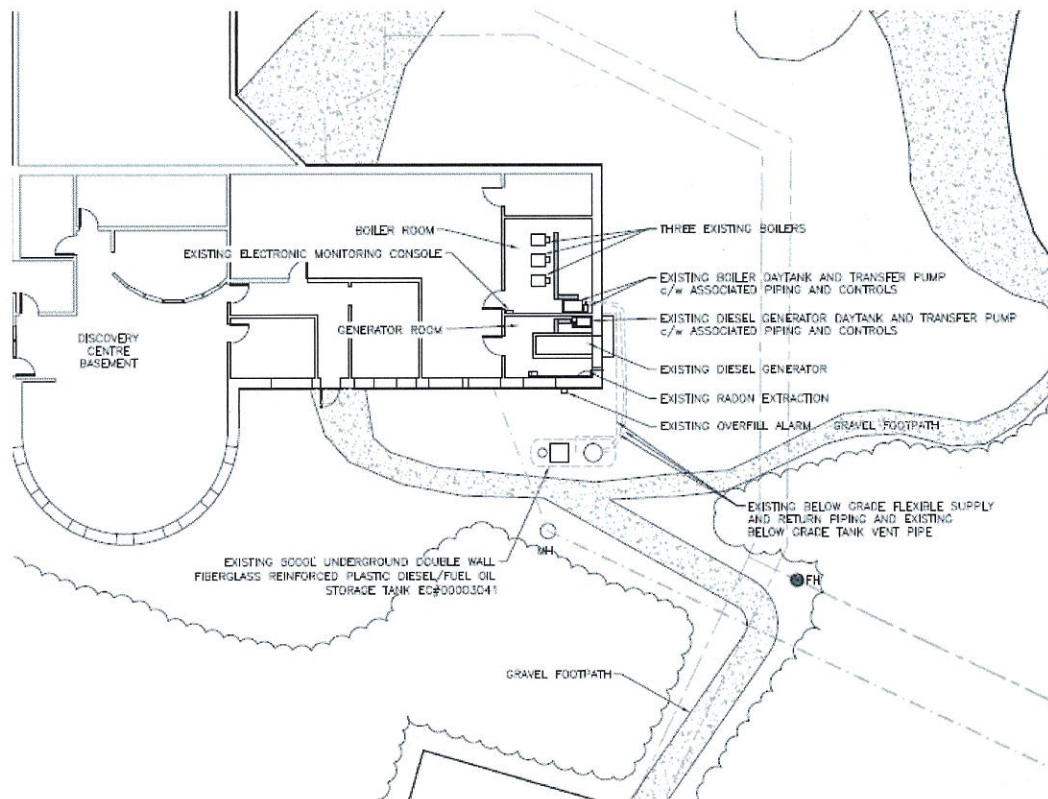 BOILER ROOM
THREE EXISTING BOILERS
EXISTING ELECTRONIC MONITORING CONSOLE
EXISTING BOILER DAYTANK AND TRANSFER PUMP
c/w ASSOCIATED PIPING AND CONTROLS
GENERATOR ROOM
EXISTING DIESEL GENERATOR DAYTANK AND TRANSFER PUMP
c/w ASSOCIATED PIPING AND CONTROLS
DISCOVERY
CENTRE
BASEMENT
EXISTING DIESEL GENERATOR
EXISTING RADON EXTRACTION
EXISTING OVERFILL ALARM
GRAVEL FOOTPATH
EXISTING BELOW GRADE FLEXIBLE SUPPLY
AND RETURN PIPING AND EXISTING
BELOW GRADE TANK VENT PIPE
MH
EXISTING 5000L UNDERGROUND DOUBLE WALL
FIBERGLASS REINFORCED PLASTIC DIESEL/FUEL OIL
STORAGE TANK EC#00003041
FH
GRAVEL FOOTPATH